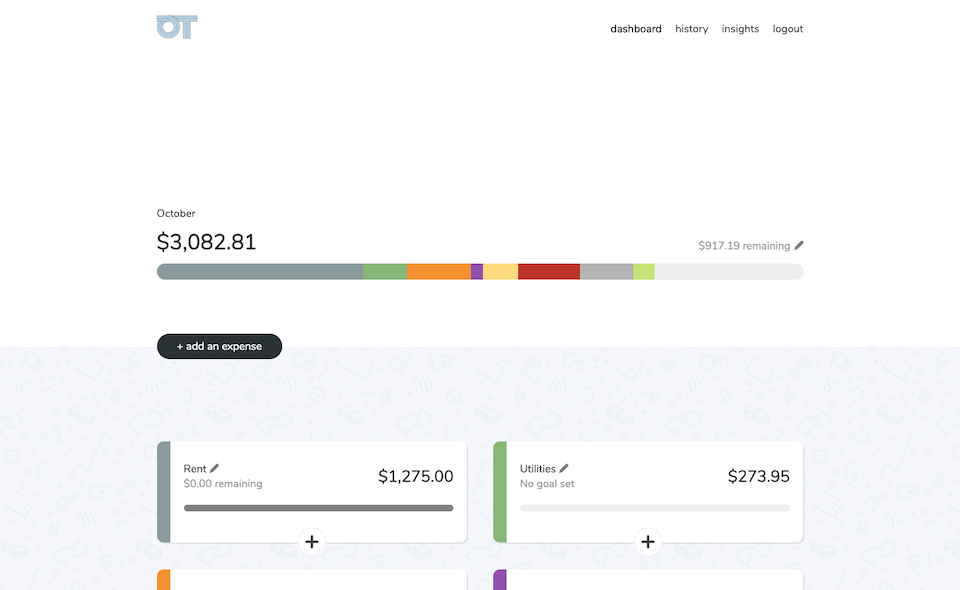 OT
dashboard history insights logout
October
$3,082.81
$917.19 remaining
+ add an expense
Rent
$1,275.00
$0.00 remaining
Utilities
$273.95
No goal set